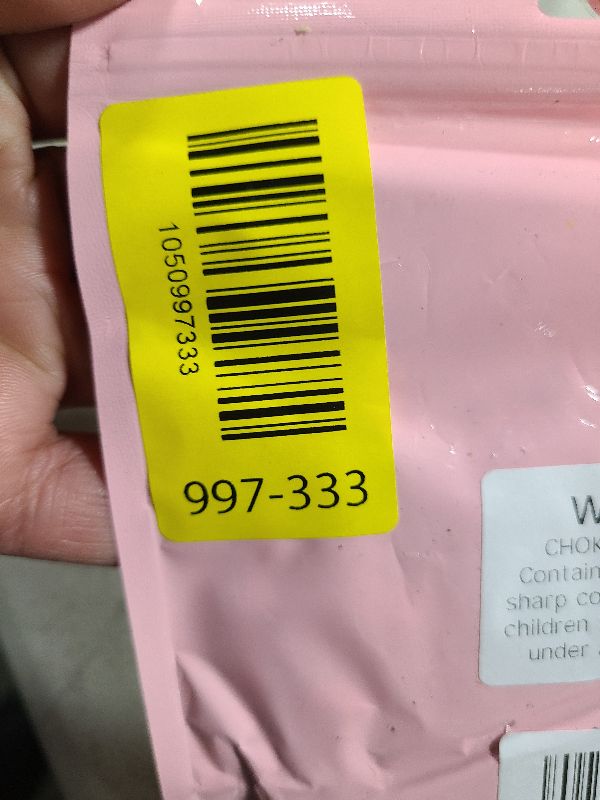 1050997333
997-333
W
CHOK
Contain
sharp co
children
under